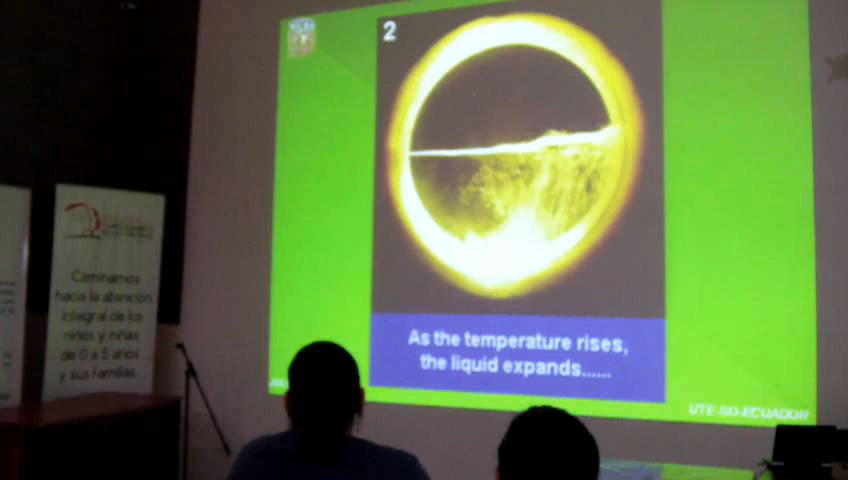 2
As the temperature rises,
the liquid expands......
UTE-SD-ECUADOR
Caminamos
hacia la atención
integral de los
niños y niñas
de 0 a 5 años
y sus familias.